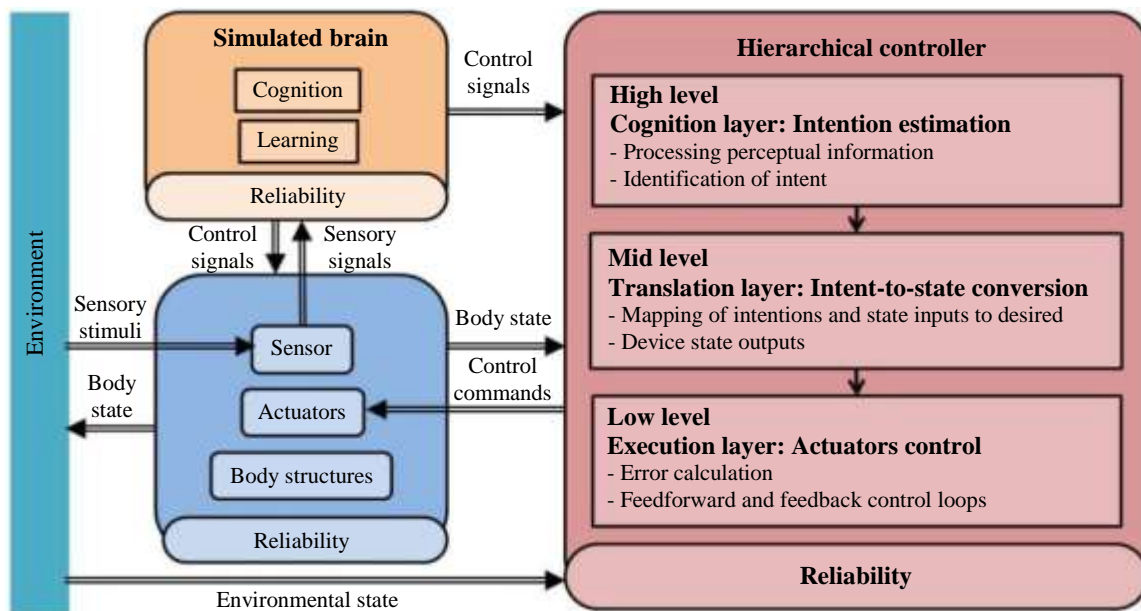 Environment
Simulated brain
Cognition
Learning
Reliability
Control
signals
Control
signals
Sensory
signals
Sensory
stimuli
Body
state
Sensor
Actuators
Body structures
Reliability
Body state
Control
commands
Environmental state
Hierarchical controller
High level
Cognition layer: Intention estimation
- Processing perceptual information
- Identification of intent
Mid level
Translation layer: Intent-to-state conversion
- Mapping of intentions and state inputs to desired
- Device state outputs
Low level
Execution layer: Actuators control
- Error calculation
- Feedforward and feedback control loops
Reliability